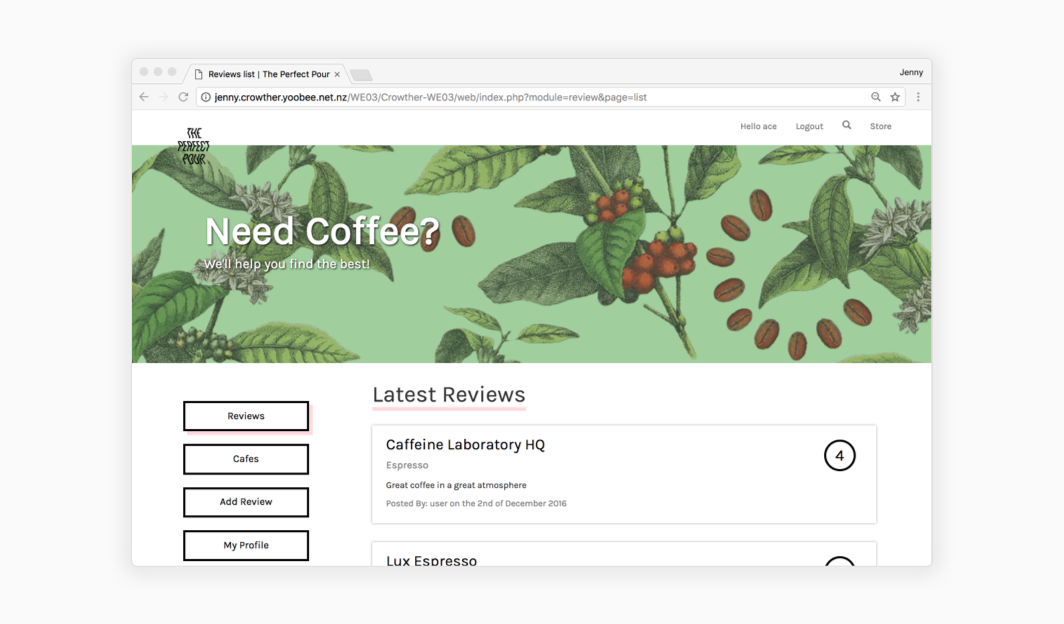 Reviews list | The Perfect Pour
Jenny
jenny.crowther.yoobee.net.nz/WE03/Crowther-WE03/web/index.php?module=review&page=list
Hello ace
Logout
Store
THE
PERFECT
POUR
Need Coffee?
We'll help you find the best!
Reviews
Cafes
Add Review
My Profile
Latest Reviews
Caffeine Laboratory HQ
4
Espresso
Great coffee in a great atmosphere
Posted By: user on the 2nd of December 2016
Lux Espresso